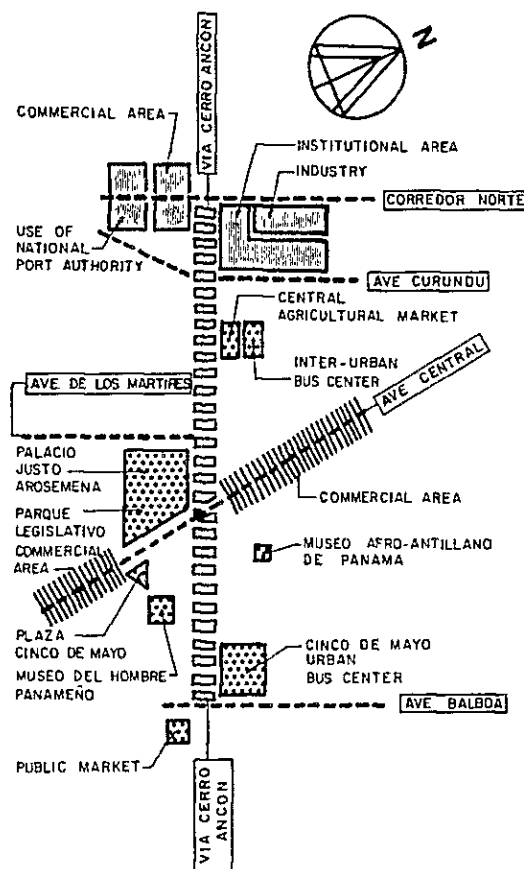 N
VIA CERRO ANCON
COMMERCIAL AREA
INSTITUTIONAL AREA
INDUSTRY
CORREDOR NORTE
USE OF
NATIONAL
PORT AUTHORITY
AVE CURUNDU
CENTRAL
AGRICULTURAL MARKET
INTER-URBAN
BUS CENTER
AVE CENTRAL
AVE. DE LOS MARTIRES
PALACIO
JUSTO
AROSEMENA
PARQUE
LEGISLATIVO
COMMERCIAL
AREA
COMMERCIAL AREA
MUSEO AFRO-ANTILLANO
DE PANAMA
PLAZA
CINCO DE MAYO
MUSEO DEL HOMBRE
PANAMEÑO
CINCO DE MAYO
URBAN
BUS CENTER
AVE BALBOA
PUBLIC MARKET
VIA CERRO
ANCON